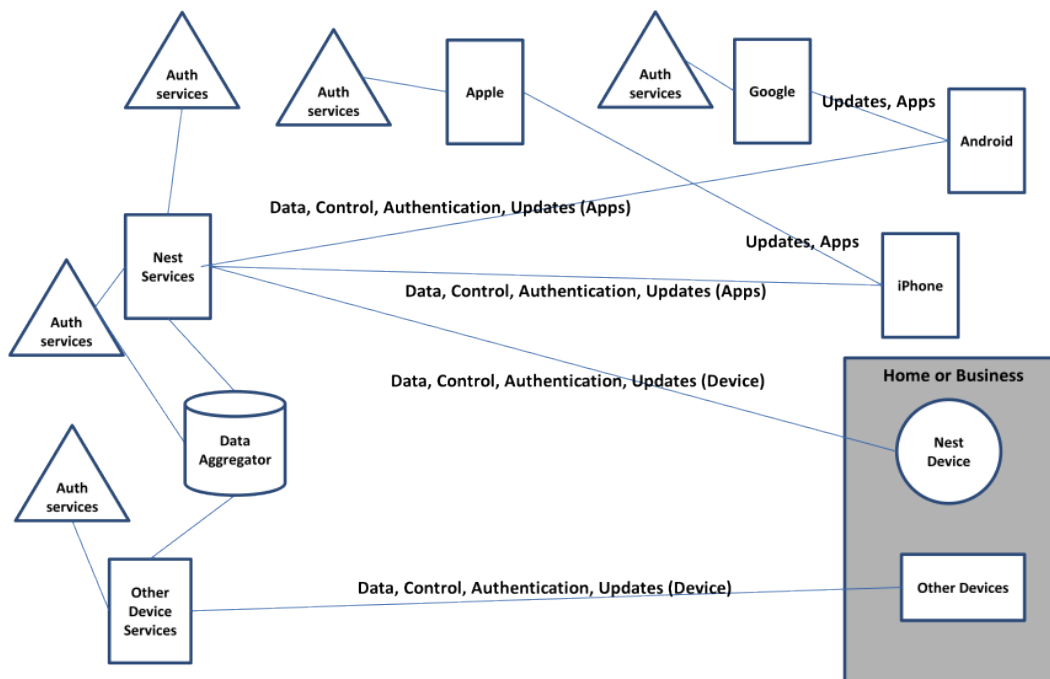 Auth
services
Auth
services
Apple
Auth
services
Google
Updates, Apps
Android
Data, Control, Authentication, Updates (Apps)
Nest
Services
Updates, Apps
iPhone
Data, Control, Authentication, Updates (Apps)
Auth
services
Data, Control, Authentication, Updates (Device)
Home or Business
Nest
Device
Data
Aggregator
Auth
services
Other
Device
Services
Data, Control, Authentication, Updates (Device)
Other Devices